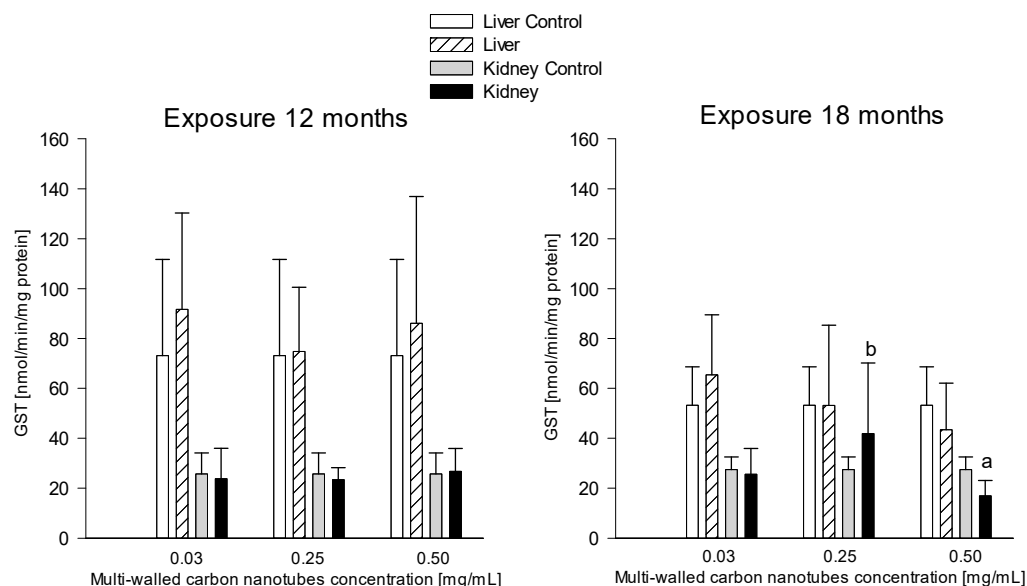 Liver Control
Liver
Kidney Control
Kidney
Exposure 12 months
160
140
120
100
80
60
40
20
0
GST [nmol/min/mg protein]
0.03
0.25
0.50
Multi-walled carbon nanotubes concentration [mg/mL]
Exposure 18 months
160
140
120
100
80
60
40
20
0
GST [nmol/min/mg protein]
b
a
0.03
0.25
0.50
Multi-walled carbon nanotubes concentration [mg/mL]